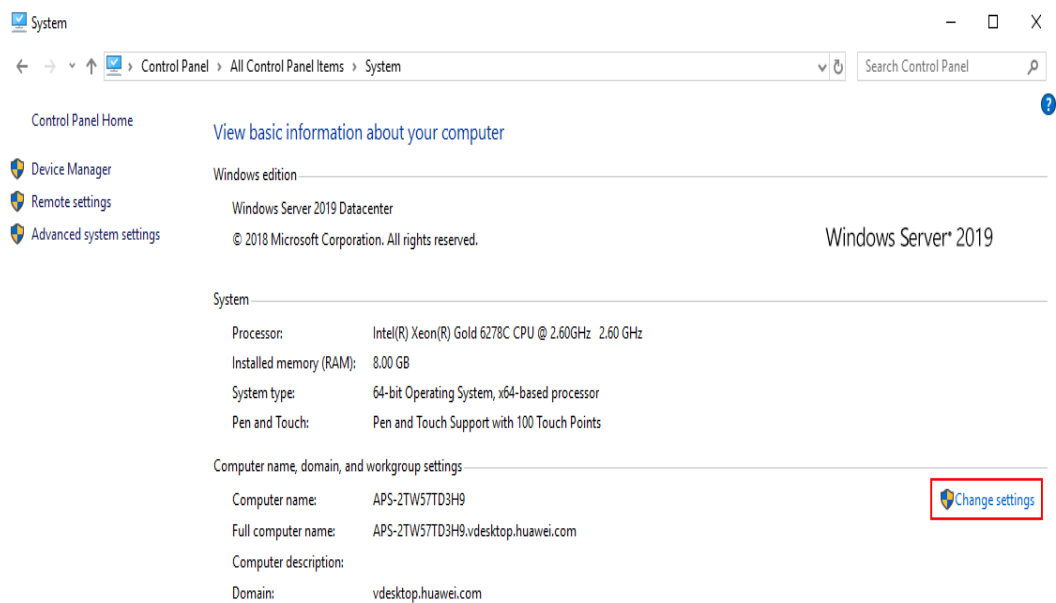 System
Control Panel > All Control Panel Items > System
Search Control Panel
Control Panel Home
View basic information about your computer
Device Manager
Windows edition
Remote settings
Windows Server 2019 Datacenter
Advanced system settings
© 2018 Microsoft Corporation. All rights reserved.
Windows Server® 2019
System
Processor: Intel(R) Xeon(R) Gold 6278C CPU @ 2.60GHz 2.60 GHz
Installed memory (RAM): 8.00 GB
System type: 64-bit Operating System, x64-based processor
Pen and Touch: Pen and Touch Support with 100 Touch Points
Computer name, domain, and workgroup settings
Computer name: APS-2TW57TD3H9
Change settings
Full computer name: APS-2TW57TD3H9.vdesktop.huawei.com
Computer description:
Domain: vdesktop.huawei.com